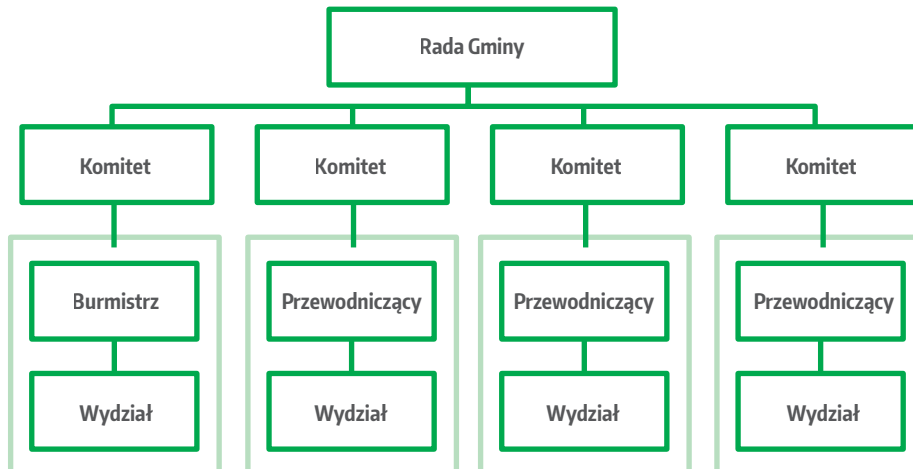 Rada Gminy
Komitet Komitet Komitet Komitet
Burmistrz Przewodniczący Przewodniczący Przewodniczący
Wydział Wydział Wydział Wydział